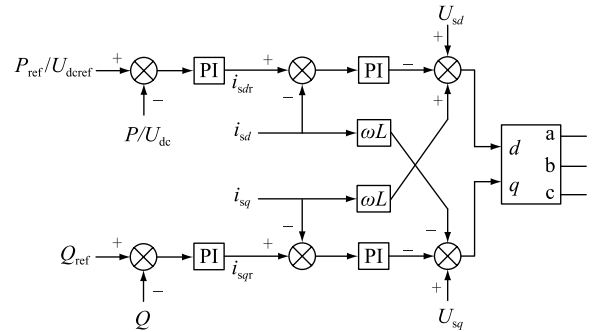 U_sd
+
P_ref/U_dcref + PI i_sdr + PI − +
− − +
P/U_dc
i_sd ωL
a
d b
q c
i_sq ωL
− −
Q_ref + PI i_sqr + PI −
− +
Q
U_sq